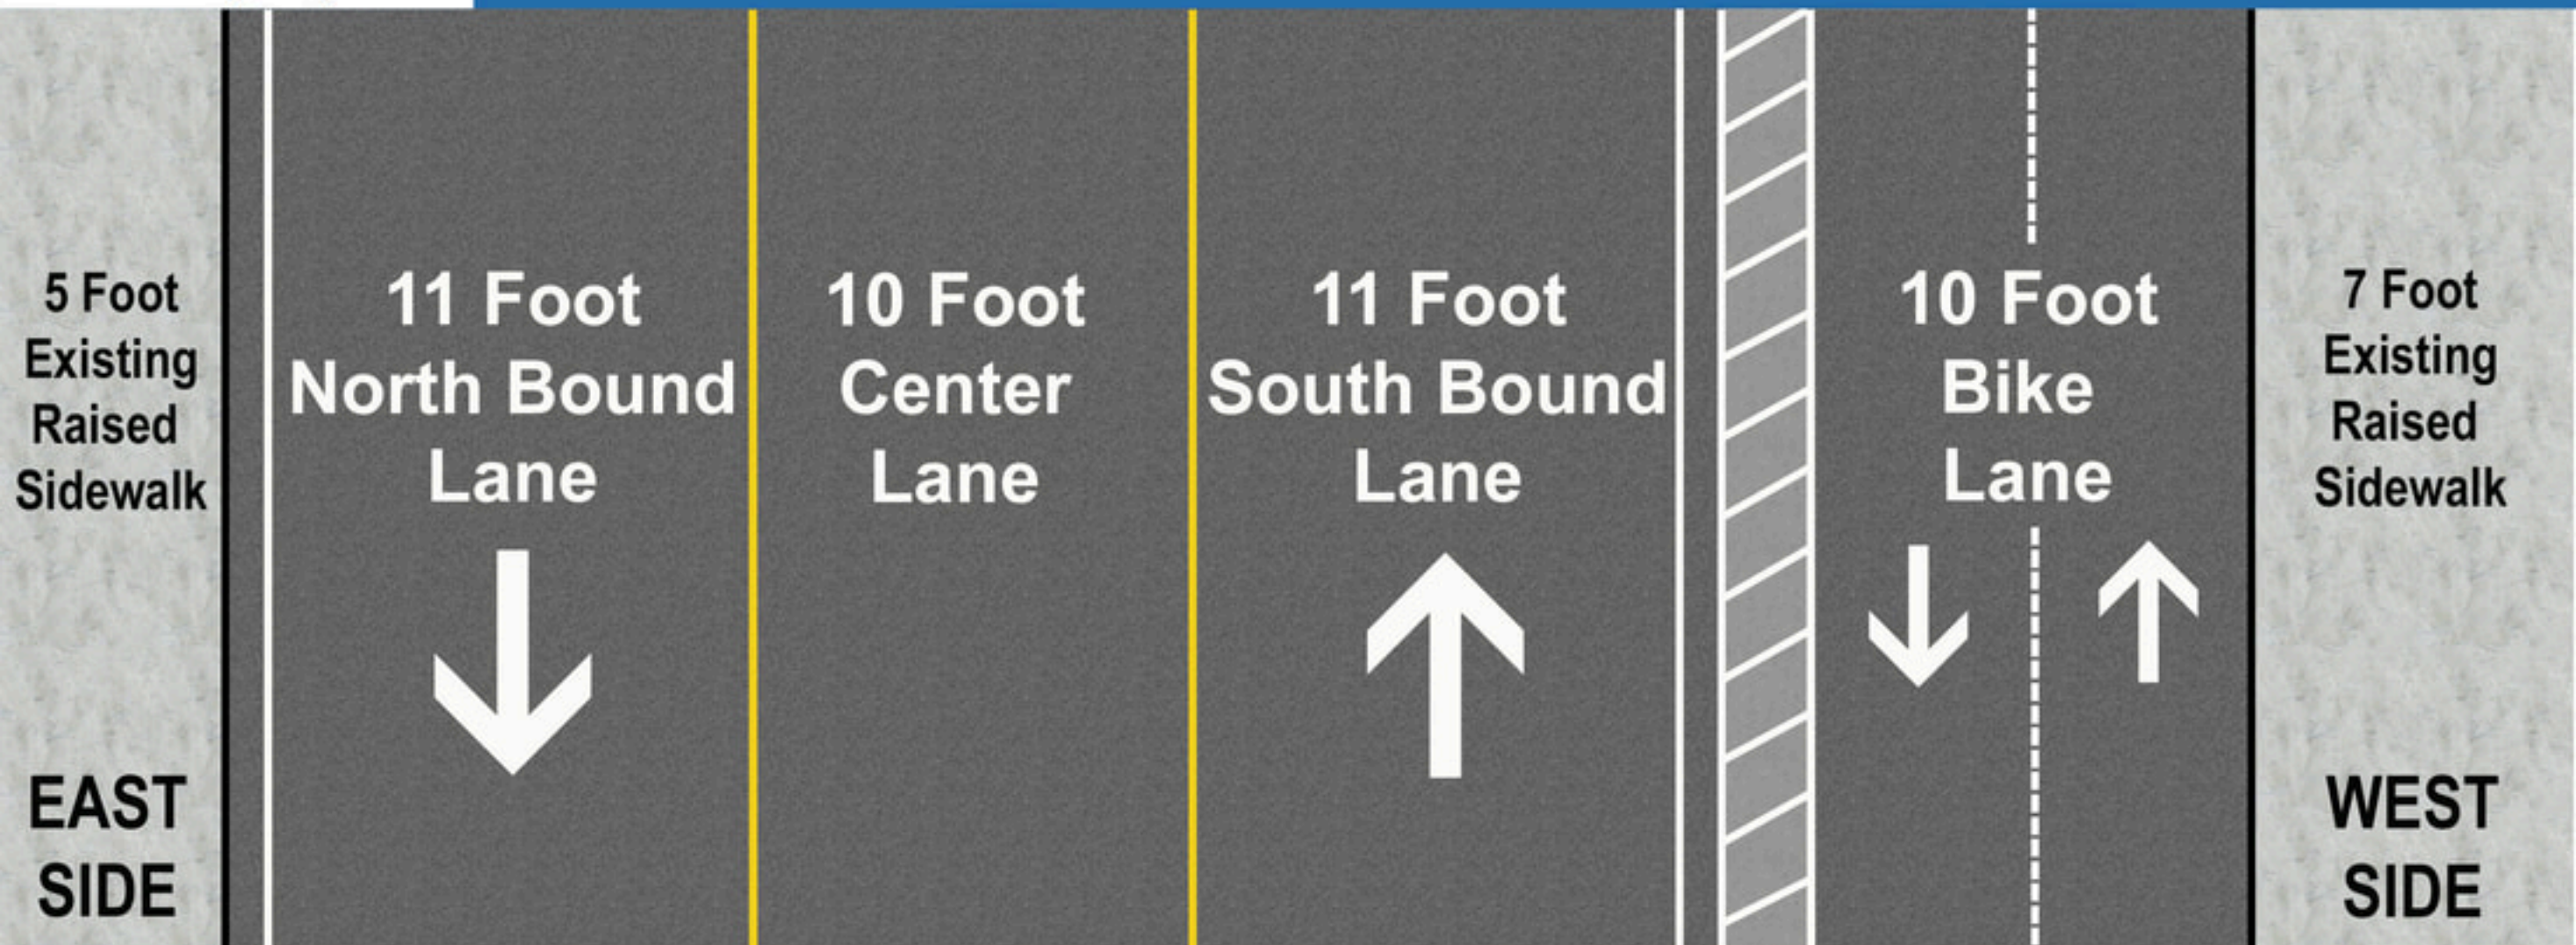 5 Foot
Existing
Raised
Sidewalk
EAST
SIDE
11 Foot
North Bound
Lane
10 Foot
Center
Lane
11 Foot
South Bound
Lane
10 Foot
Bike
Lane
7 Foot
Existing
Raised
Sidewalk
WEST
SIDE